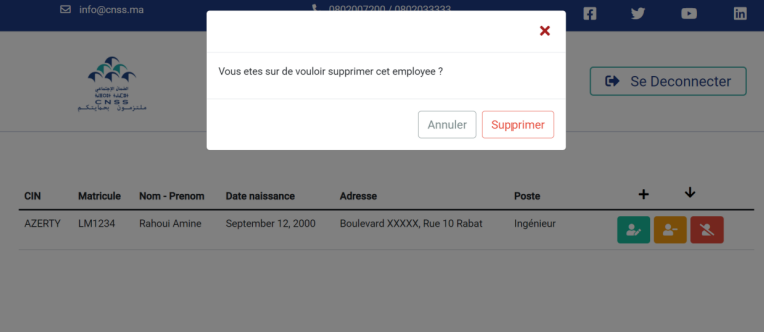 info@cnss.ma
0802007200 / 0802033333
Vous etes sur de vouloir supprimer cet employee ?
Annuler
Supprimer
CNSS
Se Deconnecter
CIN Matricule Nom - Prenom Date naissance Adresse Poste
AZERTY LM1234 Rahoui Amine September 12, 2000 Boulevard XXXXX, Rue 10 Rabat Ingénieur